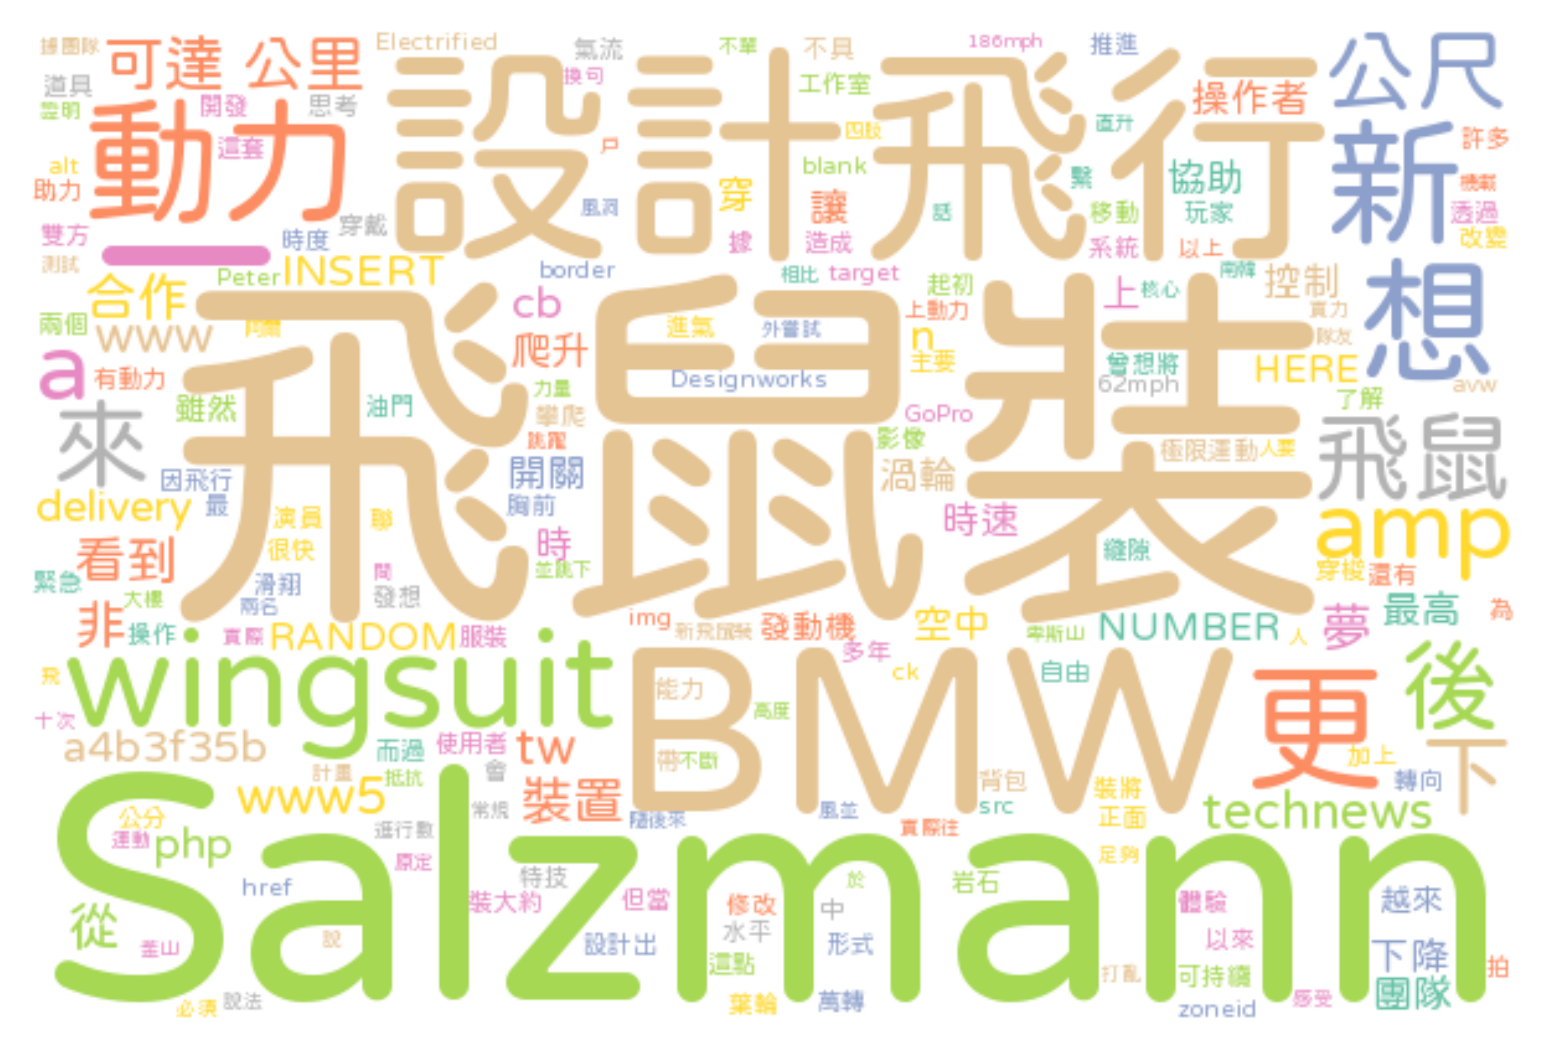 據團隊 可達 公里 Electrified 氣流 不單 不具 186mph 推進 公尺
道具 換句 工作室 操作者
證明 開發 思考 設計 飛行 直升 許多
動力 這套 四肢 新
alt 戶 blank 協助
助力 穿 讓 繫 機載
穿戴 風洞 話 移動 玩家 透過
雙方 時度 據 造成 系統 以上 改變
一
測試 Peter INSERT border 相比 target 起初 南韓 控制
合作 cb 上 核心 想
兩個 www 進氣 外嘗試 上動力 實力
n 隊友
a 有動力 爬升 主要 曾想將 HERE
飛鼠裝 Designworks 62mph avw
雖然 油門 力量 了解
來 攀爬 GoPro 飛鼠
跳躍 影像 極限運動 人要
因飛行 開關 渦輪
delivery 最 胸前 時速 amp
演員 聯
看到 很快 時 縫隙
緊急 滑翔 間 並跳下 穿梭 還有
大樓 兩名 發想 最高
非 操作 實際 RANDOM 服裝 img 新飛鼠裝 發動機 空中 卑斯山 NUMBER 人 夢 為
飛 wingsuit 多年 後
BMW 能力 ck 自由 更
十次 高度
a4b3f35b 而過 使用者 tw 帶 不斷 加上 下
計畫 抵抗 會 背包 裝將 轉向
www5 裝置 src
公分 常規 隨後來 風並 正面 technews
運動 php 進行數 實際往
原定 足夠
Salzmann
href 特技 於 岩石
裝大約 但當 修改 中 體驗 越來
從 說 水平
釜山 設計出 形式 以來 下降
這點 打亂 可持續 拍
必須 說法 葉輪 萬轉 zoneid 感受 團隊